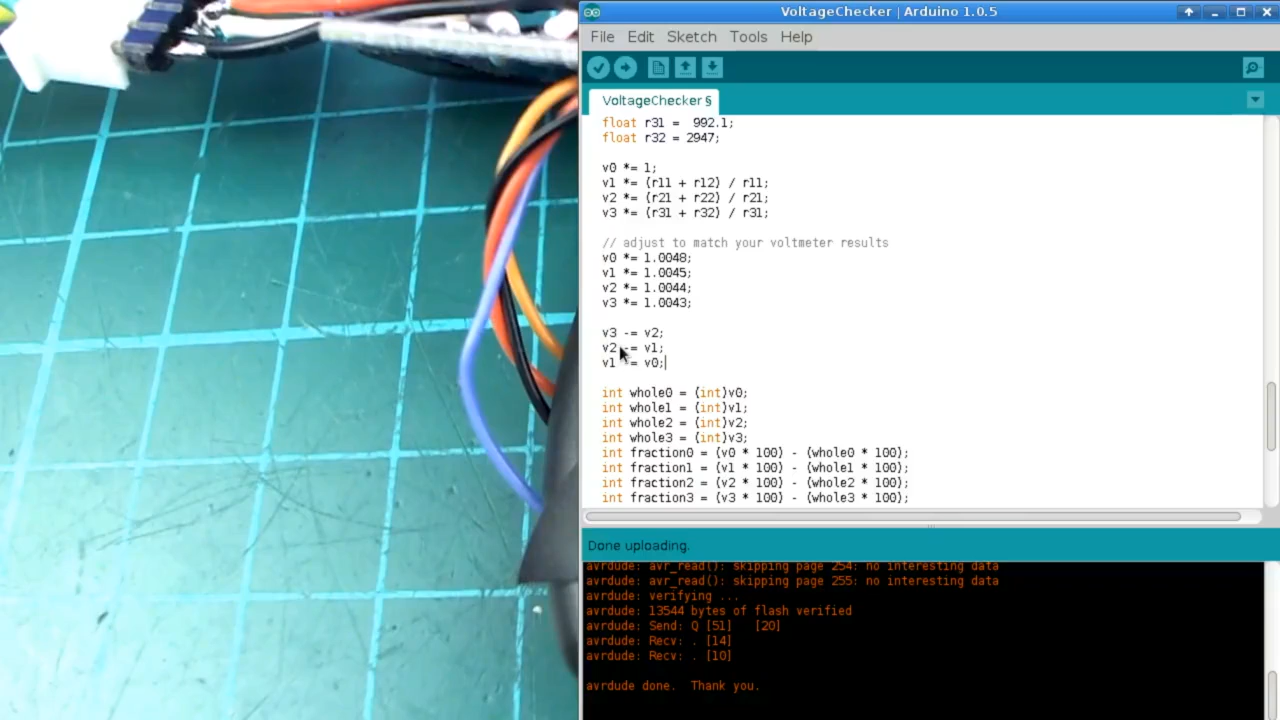 VoltageChecker | Arduino 1.0.5
File Edit Sketch Tools Help
VoltageChecker §
float r31 =  992.1;
float r32 = 2947;
v0 *= 1;
v1 *= (r11 + r12) / r11;
v2 *= (r21 + r22) / r21;
v3 *= (r31 + r32) / r31;
// adjust to match your voltmeter results
v0 *= 1.0048;
v1 *= 1.0045;
v2 *= 1.0044;
v3 *= 1.0043;
v3 -= v2;
v2 -= v1;
v1 -= v0;
int whole0 = (int)v0;
int whole1 = (int)v1;
int whole2 = (int)v2;
int whole3 = (int)v3;
int fraction0 = (v0 * 100) - (whole0 * 100);
int fraction1 = (v1 * 100) - (whole1 * 100);
int fraction2 = (v2 * 100) - (whole2 * 100);
int fraction3 = (v3 * 100) - (whole3 * 100);
Done uploading.
avrdude: avr_read(): skipping page 254: no interesting data
avrdude: avr_read(): skipping page 255: no interesting data
avrdude: verifying ...
avrdude: 13544 bytes of flash verified
avrdude: Send: Q [51]   [20]
avrdude: Recv: . [14]
avrdude: Recv: . [10]
avrdude done.  Thank you.